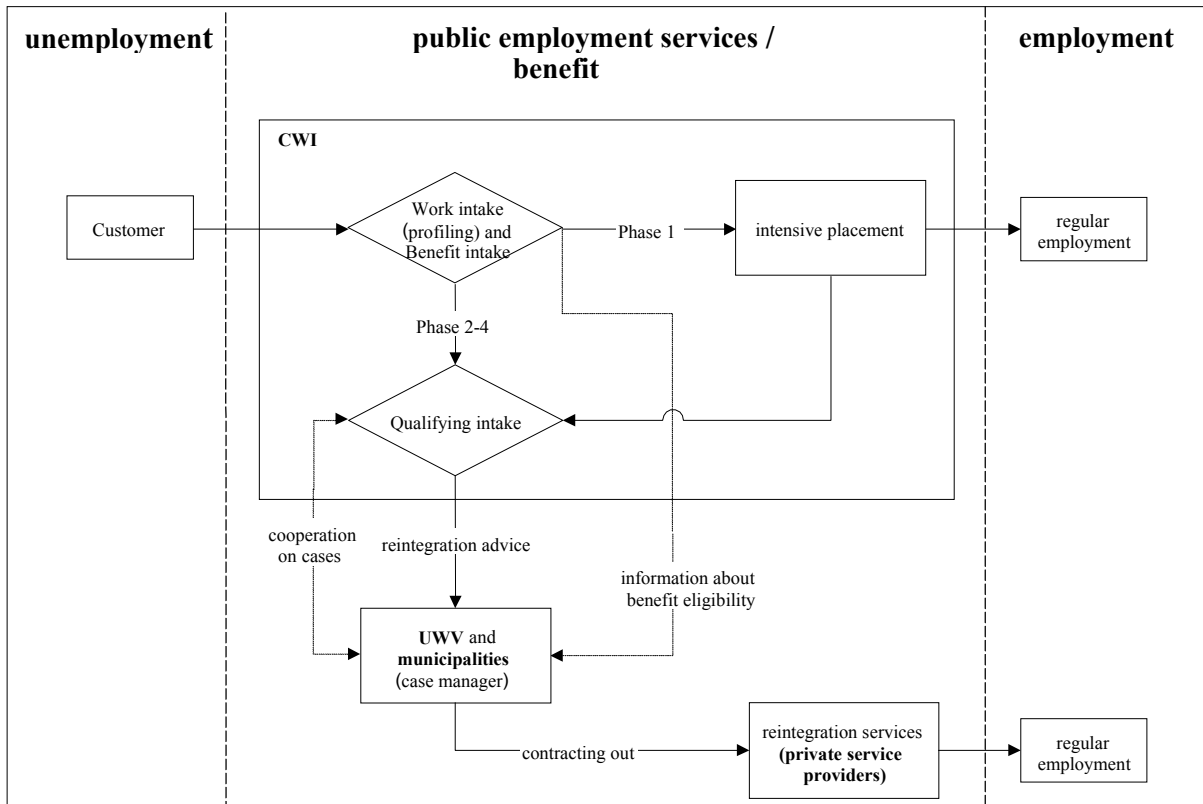 unemployment
public employment services /
benefit
employment
CWI
Customer
Work intake
(profiling) and
Benefit intake
Phase 1
intensive placement
regular
employment
Phase 2-4
Qualifying intake
cooperation
on cases
reintegration advice
information about
benefit eligibility
UWV and
municipalities
(case manager)
contracting out
reintegration services
(private service
providers)
regular
employment